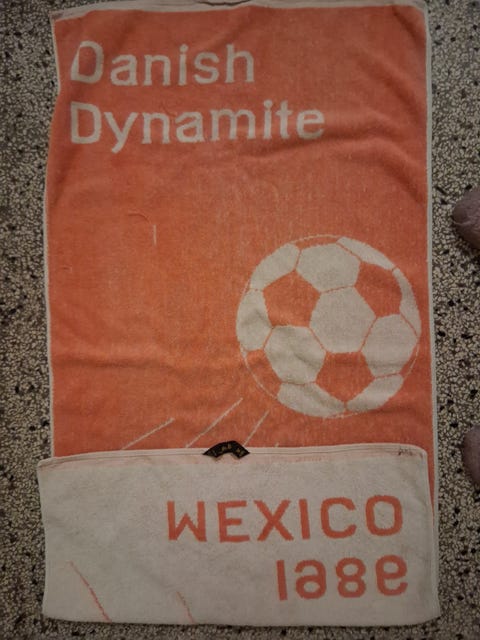 Danish
Dynamite
MEXICO
1986